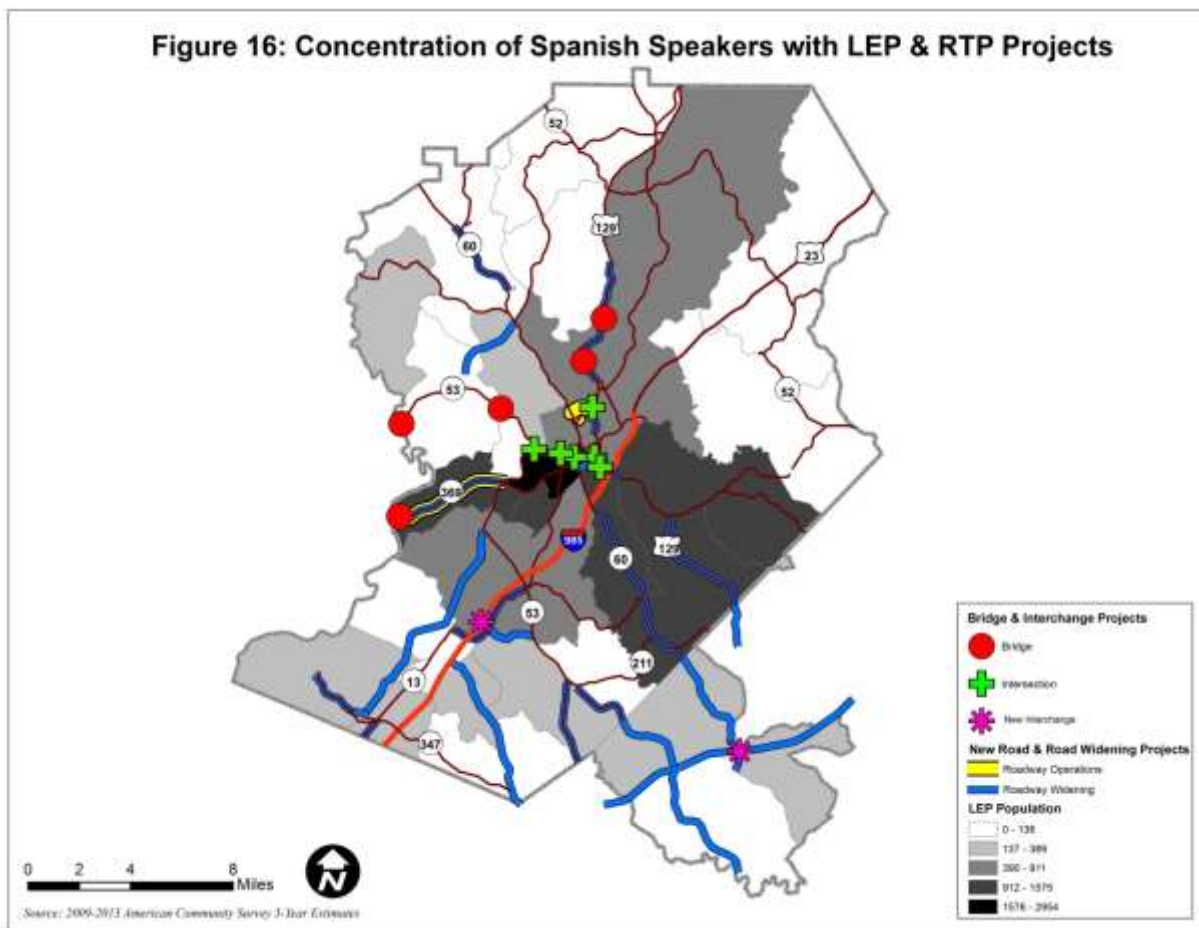 Figure 16: Concentration of Spanish Speakers with LEP & RTP Projects
52
129
60
23
53
52
369
985
60
129
53
211
13
347
Bridge & Interchange Projects
Bridge
Intersection
New Interchange
New Road & Road Widening Projects
Roadway Operations
Roadway Widening
LEP Population
0 - 136
137 - 389
390 - 911
912 - 1575
1576 - 2954
0 2 4 8
Miles
N
Source: 2009-2013 American Community Survey 5-Year Estimates